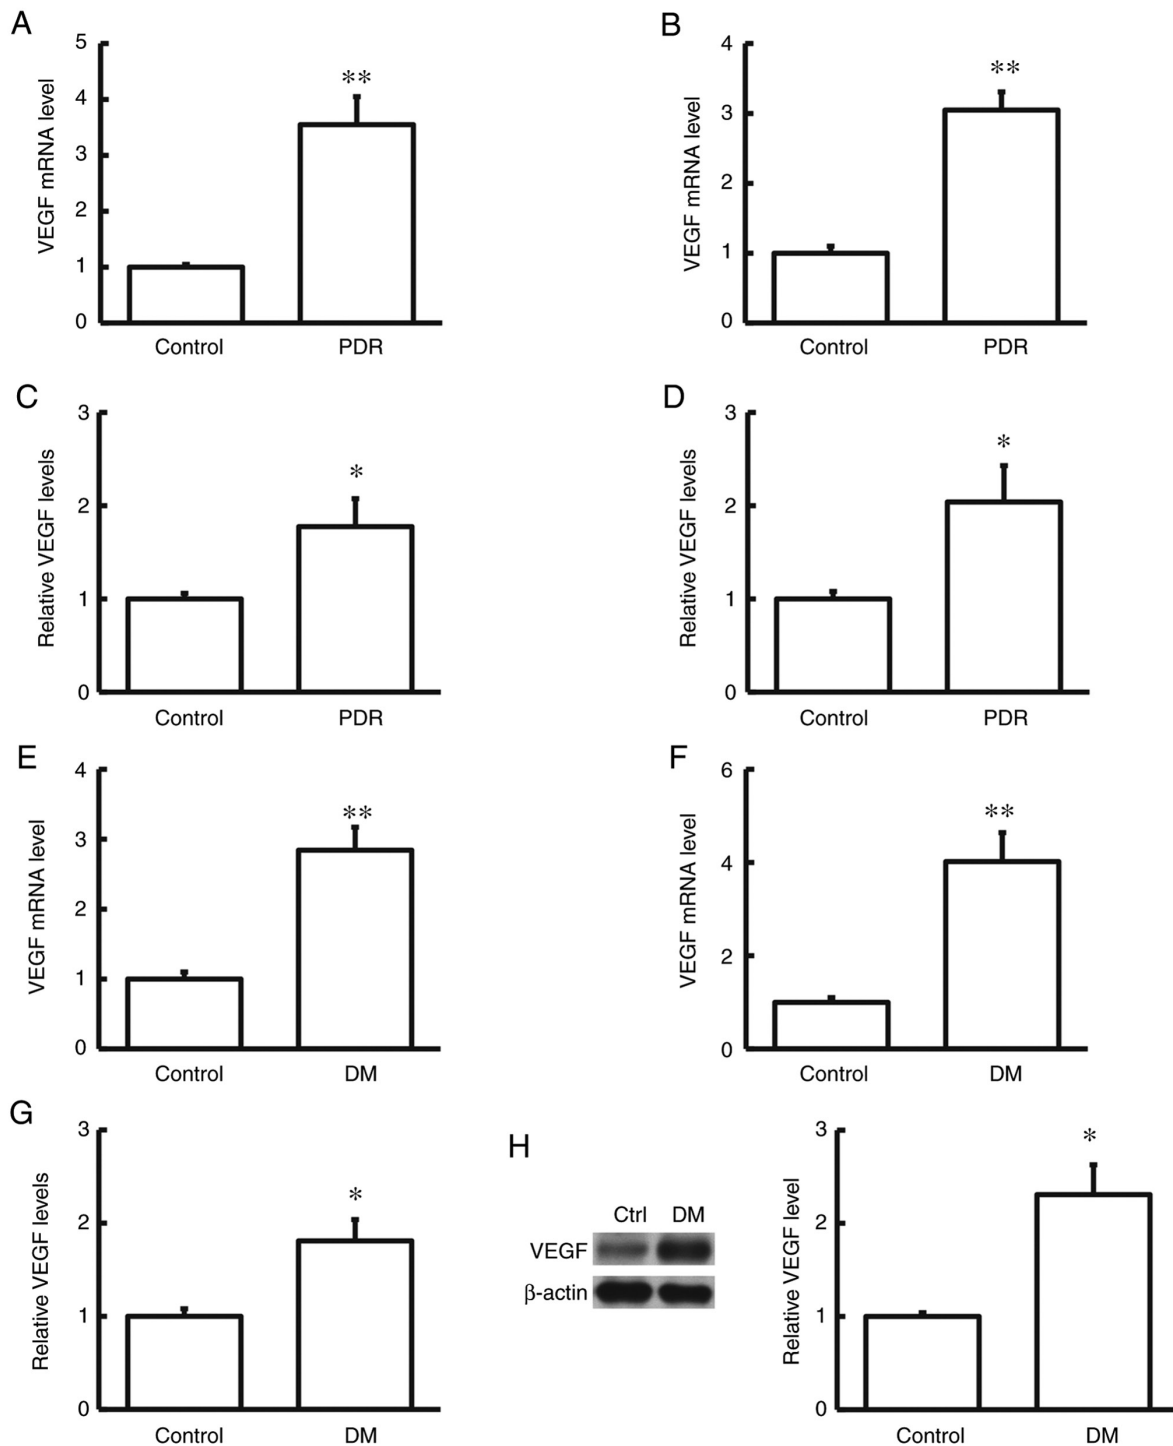 A
VEGF mRNA level
5
4
3
2
1
0
**
Control PDR
B
VEGF mRNA level
4
3
2
1
0
**
Control PDR
C
Relative VEGF levels
3
2
1
0
*
Control PDR
D
Relative VEGF levels
3
2
1
0
*
Control PDR
E
VEGF mRNA level
4
3
2
1
0
**
Control DM
F
VEGF mRNA level
6
4
2
0
**
Control DM
G
Relative VEGF levels
3
2
1
0
*
Control DM
H
Ctrl DM
VEGF
β-actin
Relative VEGF level
3
2
1
0
*
Control DM